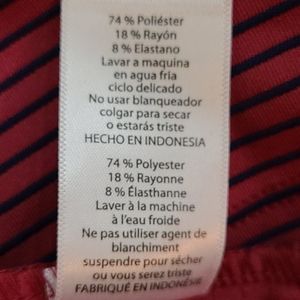 74 % Poliéster
18 % Rayón
8 % Elastano
Lavar a maquina
en agua fria
ciclo delicado
No usar blanqueador
colgar para secar
o estarás triste
HECHO EN INDONESIA
74 % Polyester
18 % Rayonne
8 % Élasthanne
Laver à la machine
à l'eau froide
Ne pas utiliser agent de
blanchiment
suspendre pour sécher
ou vous serez triste
FABRIQUÉ EN INDONÉSIE